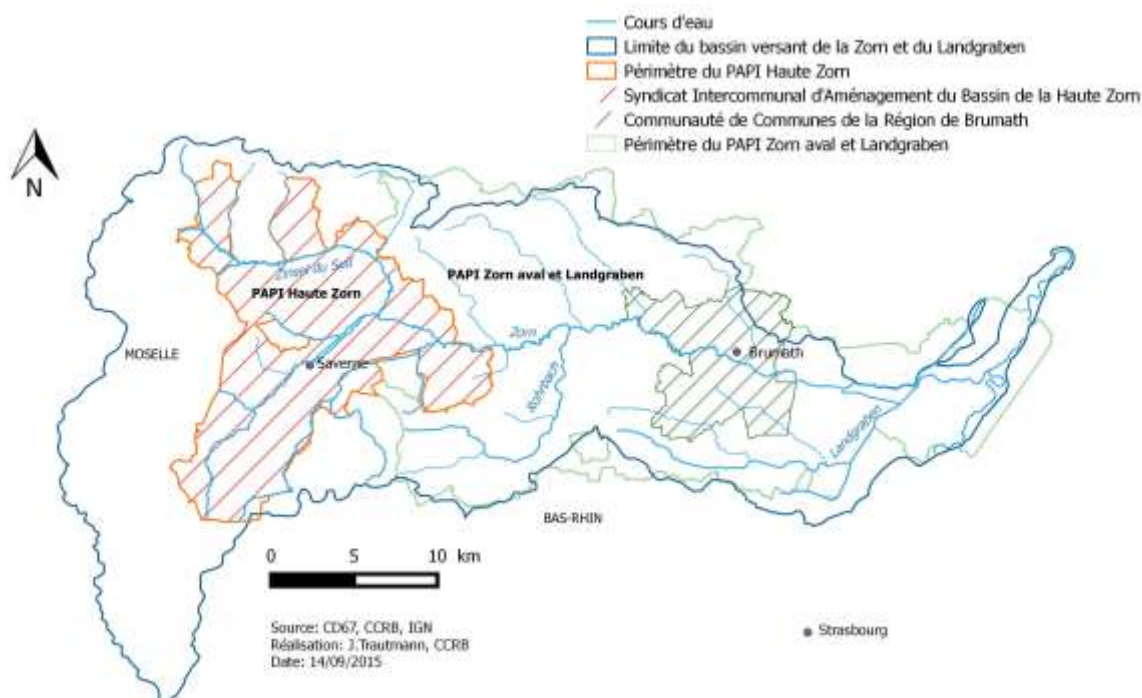 Cours d'eau
Limite du bassin versant de la Zorn et du Landgraben
Périmètre du PAPI Haute Zorn
Syndicat Intercommunal d'Aménagement du Bassin de la Haute Zorn
Communauté de Communes de la Région de Brumath
Périmètre du PAPI Zorn aval et Landgraben
N
PAPI Zorn aval et Landgraben
PAPI Haute Zorn
Zorn
MOSELLE
Saverne
Brumath
Rohrbach
Landgraben
BAS-RHIN
0 5 10 km
Source: CD67, CCRB, IGN
Réalisation: J.Trautmann, CCRB
Date: 14/09/2015
Strasbourg